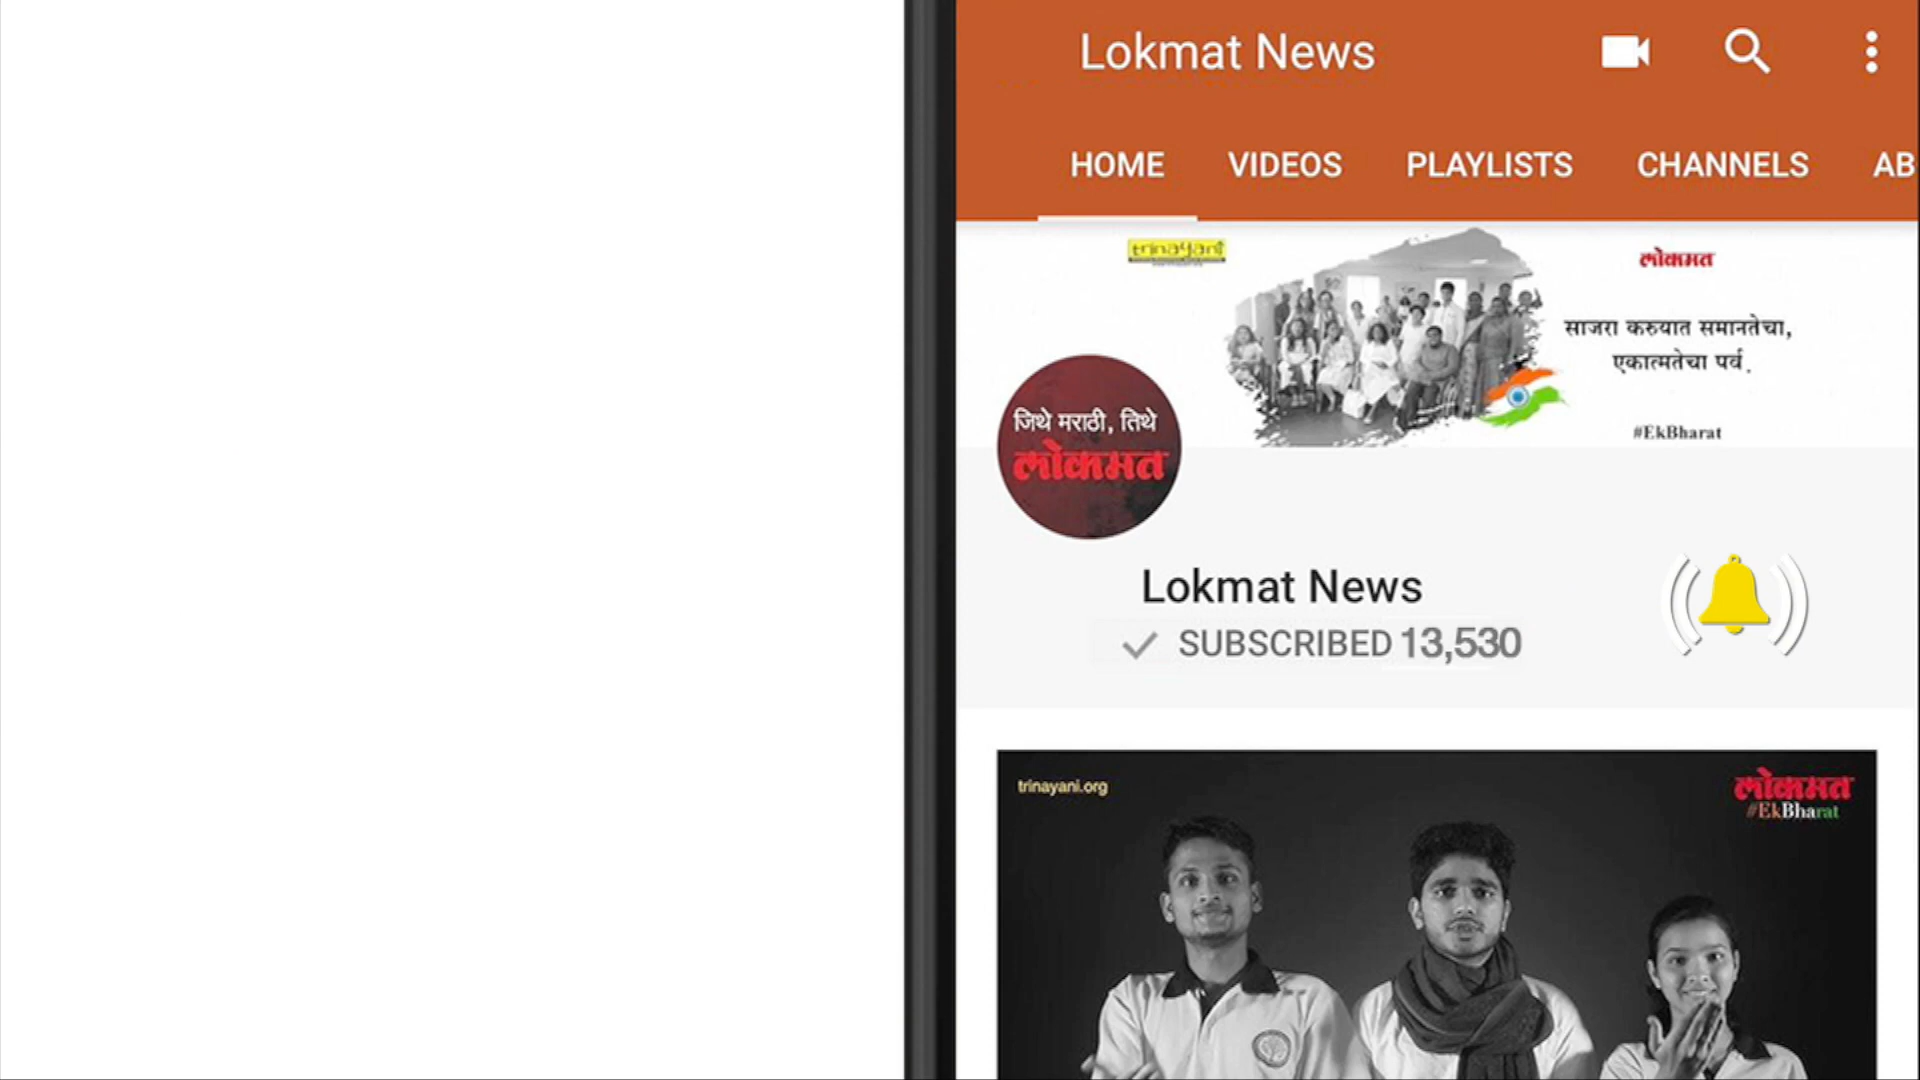 Lokmat News
HOME VIDEOS PLAYLISTS CHANNELS AB
trinayani
लोकमत
साजरा करुयात समानतेचा,
एकात्मतेचा पर्व.
#EkBharat
जिथे मराठी, तिथे
लोकमत
Lokmat News
SUBSCRIBED 13,530
trinayani.org
लोकमत
#EkBharat